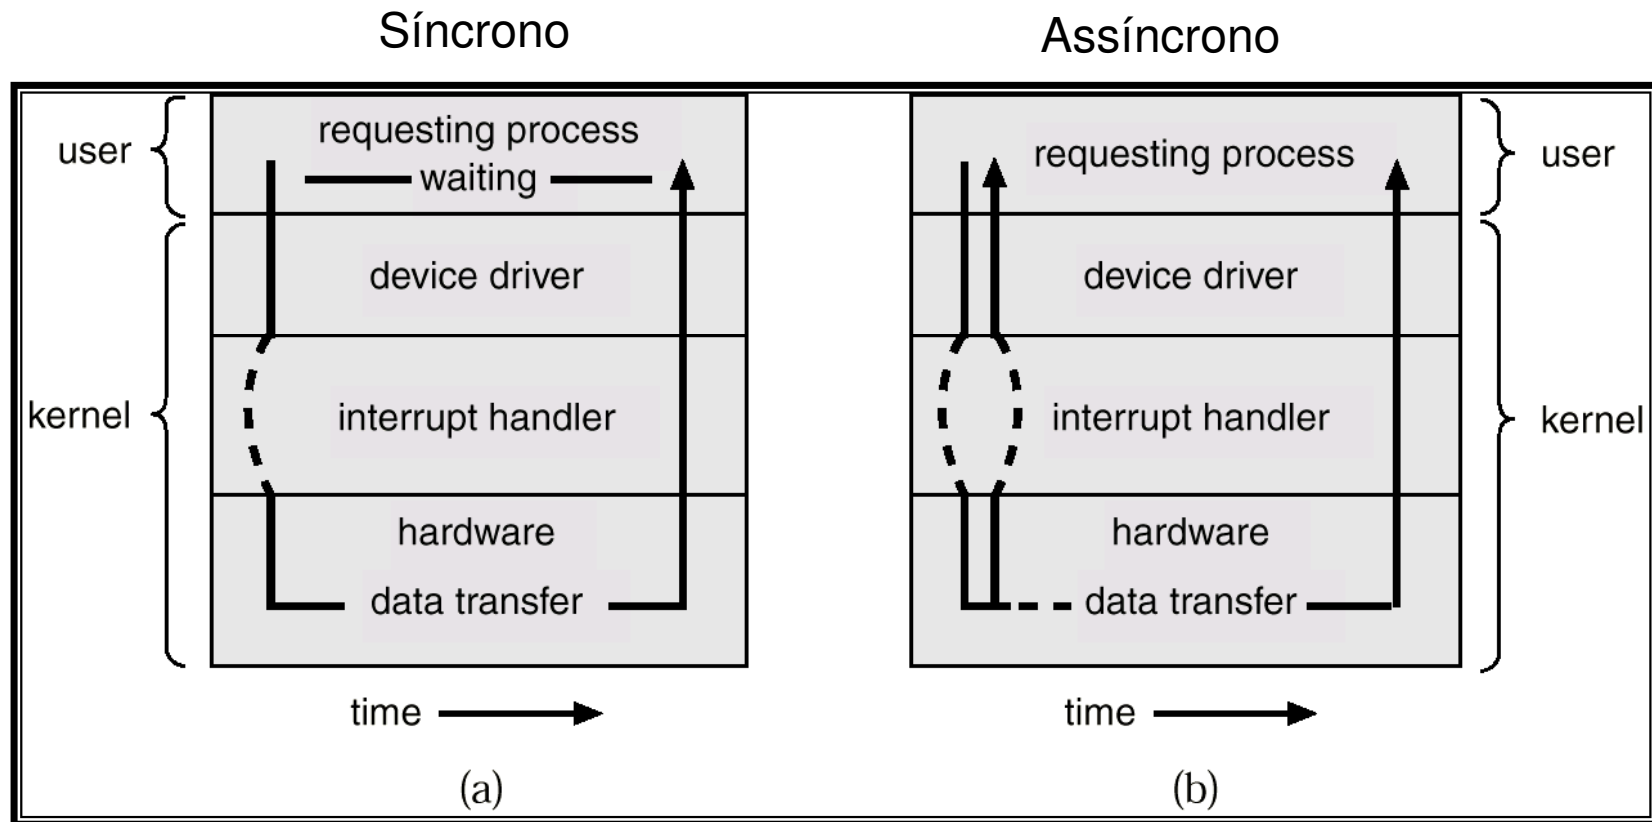 Síncrono
Assíncrono
user
requesting process
waiting
device driver
kernel
interrupt handler
hardware
data transfer
time
(a)
requesting process
user
device driver
interrupt handler
kernel
hardware
data transfer
time
(b)